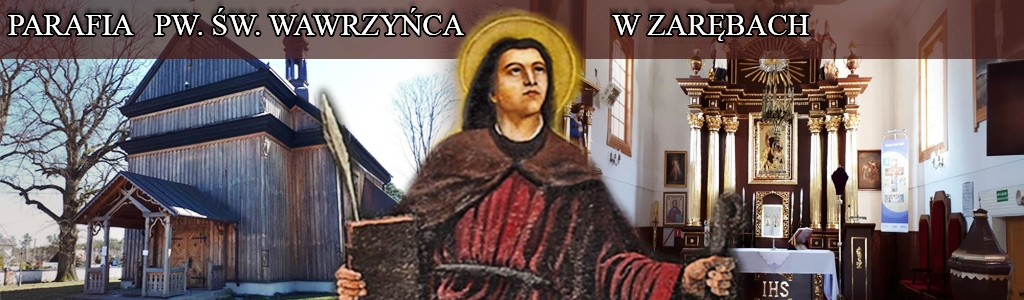 PARAFIA PW. ŚW. WAWRZYŃCA W ZARĘBACH
IHS